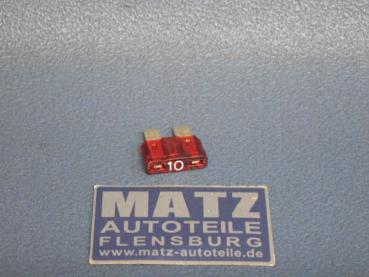 10
MATZ
AUTOTEILE
FLENSBURG
www.matz-autoteile.de